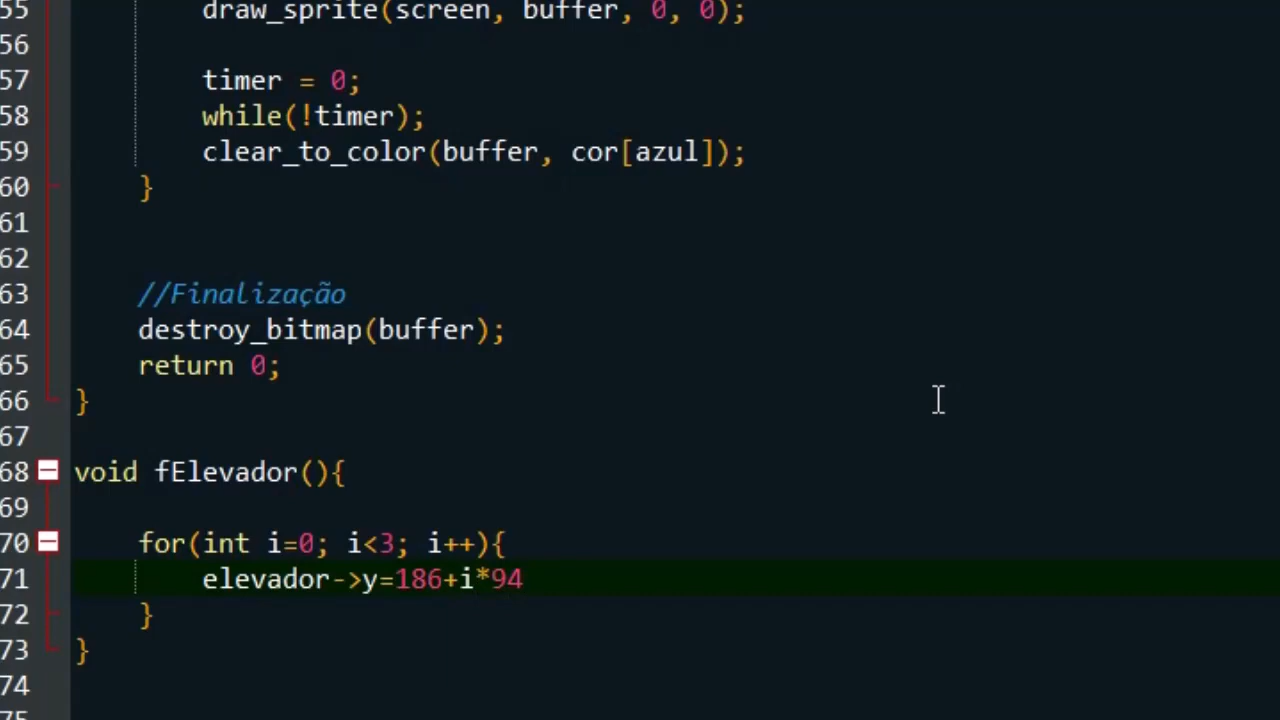 55 draw_sprite(screen, buffer, 0, 0);
56
57 timer = 0;
58 while(!timer);
59 clear_to_color(buffer, cor[azul]);
60 }
61
62
63 //Finalização
64 destroy_bitmap(buffer);
65 return 0;
66 }
67
68 void fElevador(){
69
70 for(int i=0; i<3; i++){
71 elevador->y=186+i*94
72 }
73 }
74
75